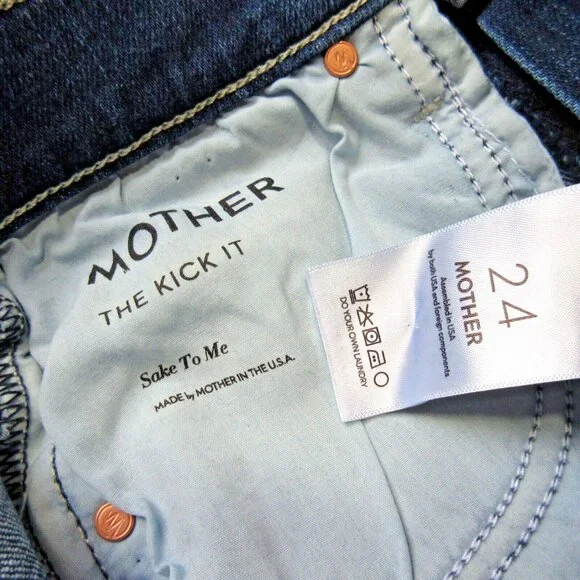 MOTHER
THE KICK IT
Sake To Me
MADE by MOTHER IN THE U.S.A.
24
MOTHER
Assembled in USA
by both USA and foreign components
DO YOUR OWN LAUNDRY
M
M